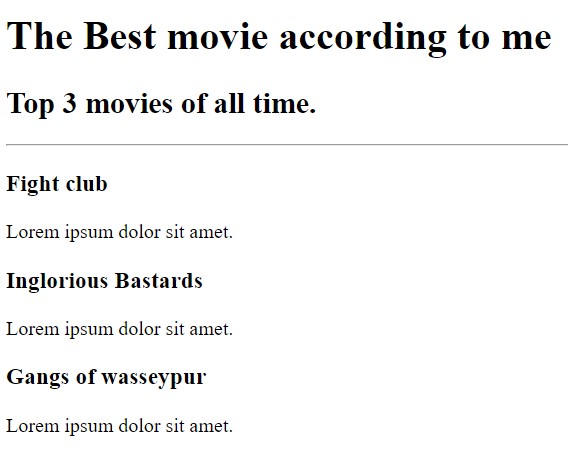 The Best movie according to me
Top 3 movies of all time.
Fight club
Lorem ipsum dolor sit amet.
Inglorious Bastards
Lorem ipsum dolor sit amet.
Gangs of wasseypur
Lorem ipsum dolor sit amet.